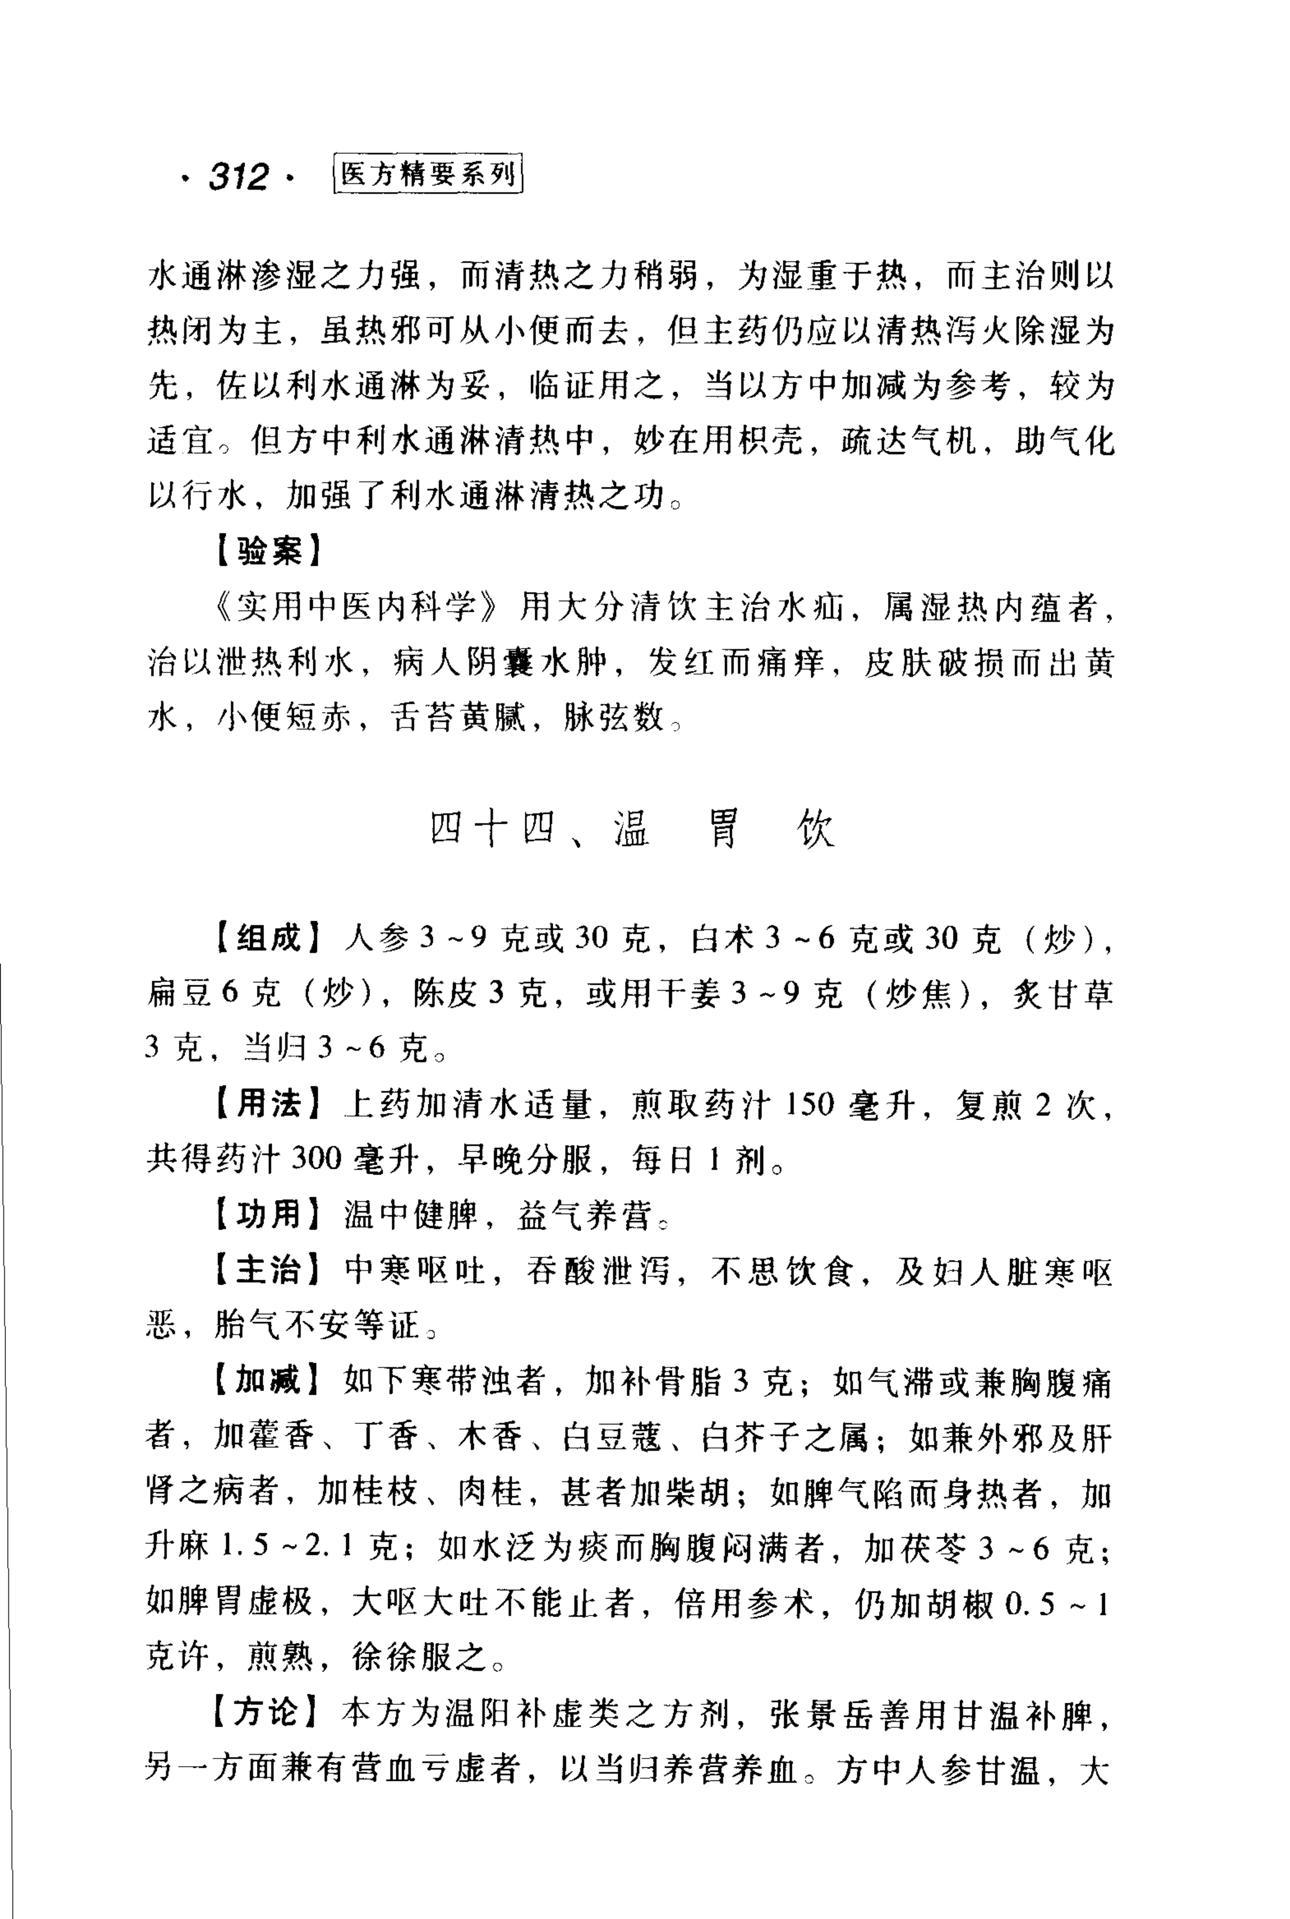 ·312· 医方精要系列
水通淋渗湿之力强，而清热之力稍弱，为湿重于热，而主治则以
热闭为主，虽热邪可从小便而去，但主药仍应以清热泻火除湿为
先，佐以利水通淋为妥，临证用之，当以方中加减为参考，较为
适宜。但方中利水通淋清热中，妙在用枳壳，疏达气机，助气化
以行水，加强了利水通淋清热之功。
【验案】
《实用中医内科学》用大分清饮主治水疝，属湿热内蕴者，
治以泄热利水，病人阴囊水肿，发红而痛痒，皮肤破损而出黄
水，小便短赤，舌苔黄腻，脉弦数。
四十四、温 胃 饮
【组成】人参3~9克或30克，白术3~6克或30克（炒），
扁豆6克（炒），陈皮3克，或用干姜3~9克（炒焦），炙甘草
3克，当归3~6克。
【用法】上药加清水适量，煎取药汁150毫升，复煎2次，
共得药汁300毫升，早晚分服，每日1剂。
【功用】温中健脾，益气养营。
【主治】中寒呕吐，吞酸泄泻，不思饮食，及妇人脏寒呕
恶，胎气不安等证。
【加减】如下寒带浊者，加补骨脂3克；如气滞或兼胸腹痛
者，加藿香、丁香、木香、白豆蔻、白芥子之属；如兼外邪及肝
肾之病者，加桂枝、肉桂，甚者加柴胡；如脾气陷而身热者，加
升麻1.5~2.1克；如水泛为痰而胸腹闷满者，加茯苓3~6克；
如脾胃虚极，大呕大吐不能止者，倍用参术，仍加胡椒0.5~1
克许，煎熟，徐徐服之。
【方论】本方为温阳补虚类之方剂，张景岳善用甘温补脾，
另一方面兼有营血亏虚者，以当归养营养血。方中人参甘温，大